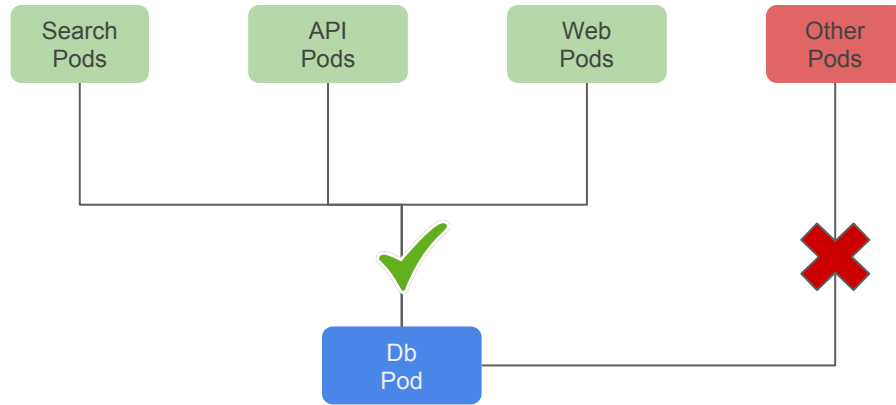 Search
Pods
API
Pods
Web
Pods
Other
Pods
Db
Pod